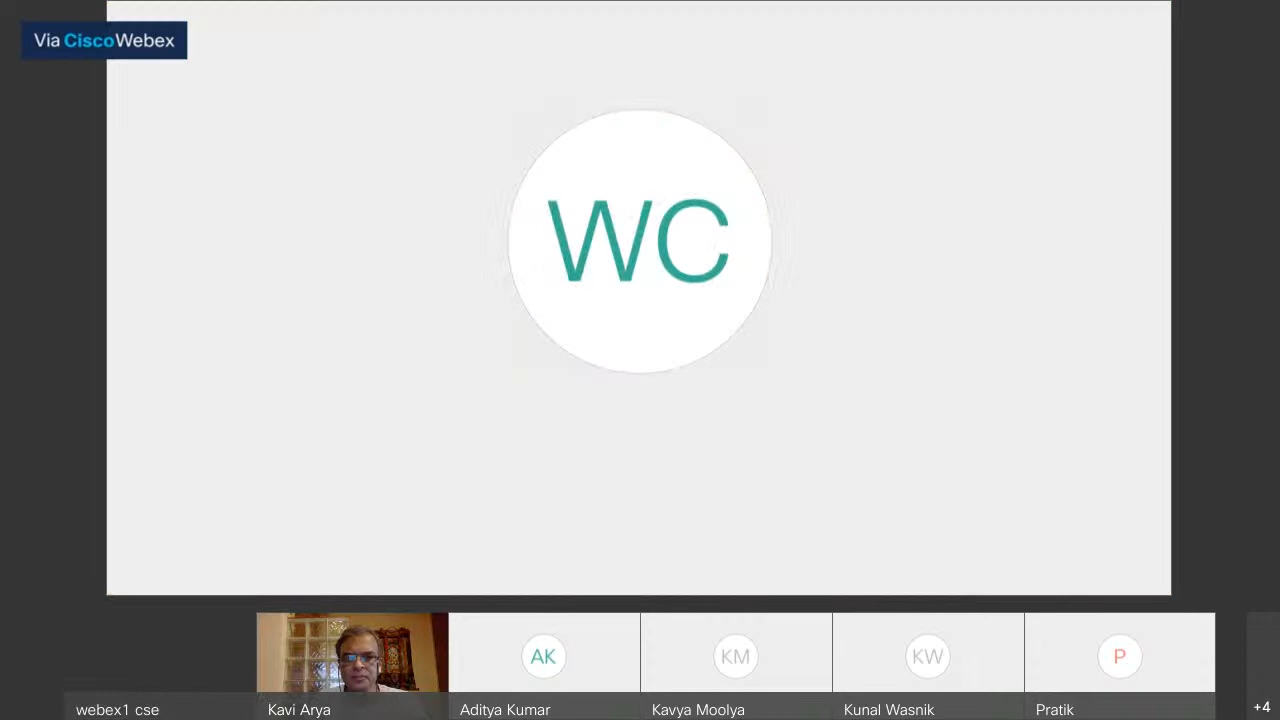 Via CiscoWebex
WC
AK
KM
KW
P
webex1 cse
Kavi Arya
Aditya Kumar
Kavya Moolya
Kunal Wasnik
Pratik
+4